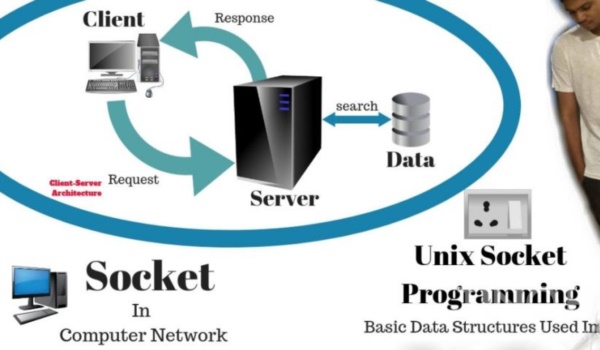 Client
Response
search
Data
Server
Request
Client-Server
Architecture
Socket
In
Computer Network
Unix Socket
Programming
Basic Data Structures Used In